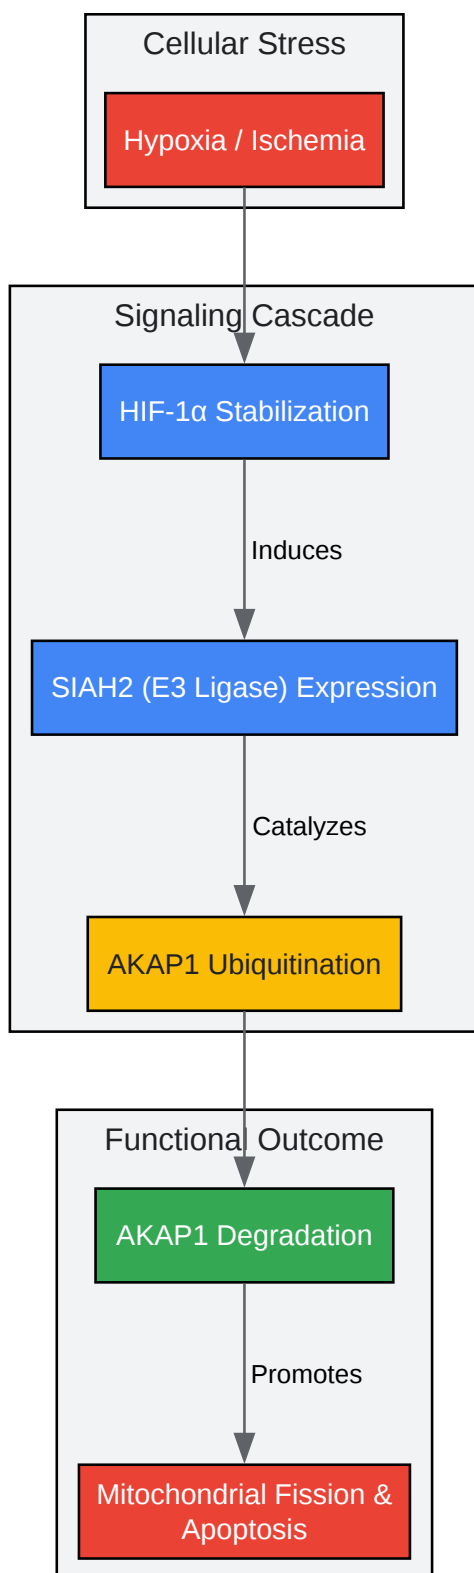 Cellular Stress
Hypoxia / Ischemia
Signaling Cascade
HIF-1α Stabilization
Induces
SIAH2 (E3 Ligase) Expression
Catalyzes
AKAP1 Ubiquitination
Functional Outcome
AKAP1 Degradation
Promotes
Mitochondrial Fission &
Apoptosis